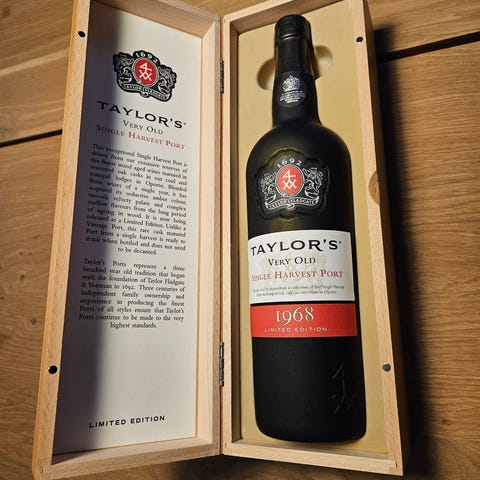 1692
TAYLOR'S®
VERY OLD
SINGLE HARVEST PORT
This exceptional Single Harvest Port is
drawn from our extensive reserves of
the finest wood aged wines matured in
seasoned oak casks in our cool and
tranquil lodges in Oporto. Blended
from wines of a single year, it has
acquired its seductive amber colour,
smooth velvety palate and complex
mellow flavours from the long period
of ageing in wood. It is now being
released as a Limited Edition. Unlike a
Vintage Port, this rare cask matured
Port from a single harvest is ready to
drink when bottled and does not need
to be decanted.
Taylor's Ports represent a three
hundred year old tradition that began
with the foundation of Taylor Fladgate
& Yeatman in 1692. Three centuries of
independent family ownership and
experience in producing the finest
Ports of all styles ensure that Taylor's
Ports continue to be made to the very
highest standards.
LIMITED EDITION
1692
TAYLOR'S®
VERY OLD
SINGLE HARVEST PORT
1968
LIMITED EDITION